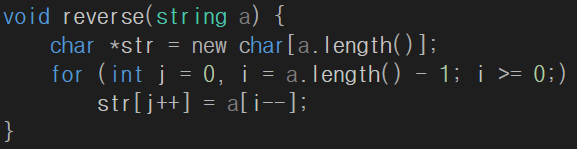 void reverse(string a) {
    char *str = new char[a.length()];
    for (int j = 0, i = a.length() - 1; i >= 0;)
        str[j++] = a[i--];
}